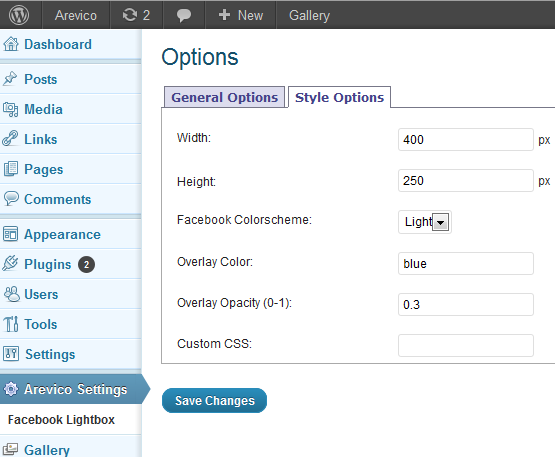 Arevico 2 + New Gallery
Dashboard
Posts
Media
Links
Pages
Comments
Appearance
Plugins 2
Users
Tools
Settings
Arevico Settings
Facebook Lightbox
Gallery
Options
General Options Style Options
Width: 400 px
Height: 250 px
Facebook Colorscheme: Light
Overlay Color: blue
Overlay Opacity (0-1): 0.3
Custom CSS:
Save Changes